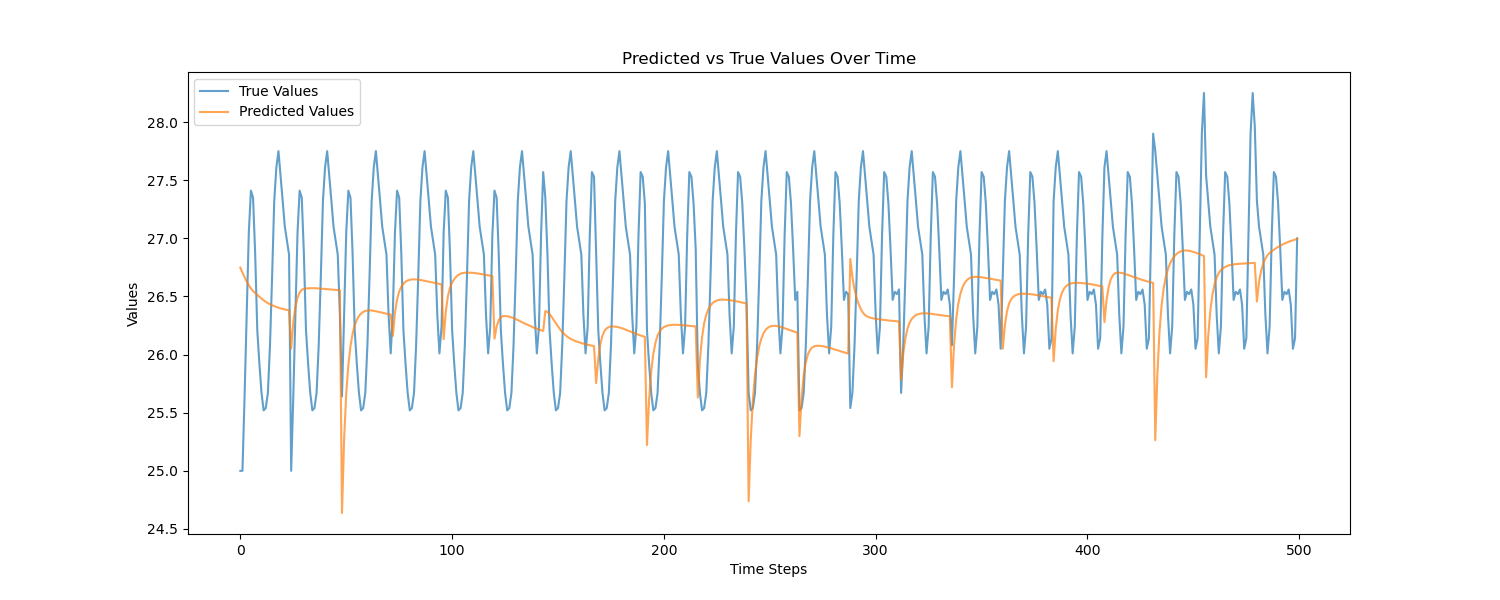 Predicted vs True Values Over Time
True Values
Predicted Values
28.0
27.5
27.0
26.5
26.0
25.5
25.0
24.5
Values
0 100 200 300 400 500
Time Steps